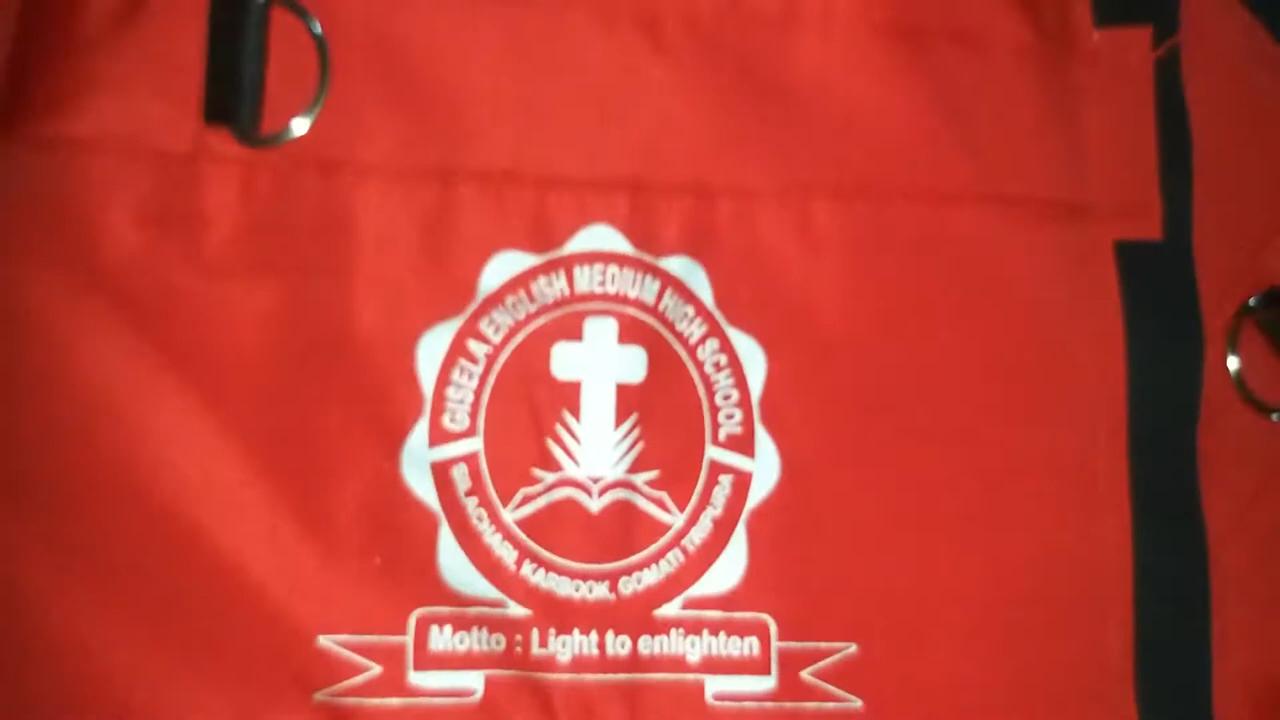 GISELA ENGLISH MEDIUM HIGH SCHOOL
SILACHARI, KARBOOK, GOMATI TRIPURA
Motto : Light to enlighten